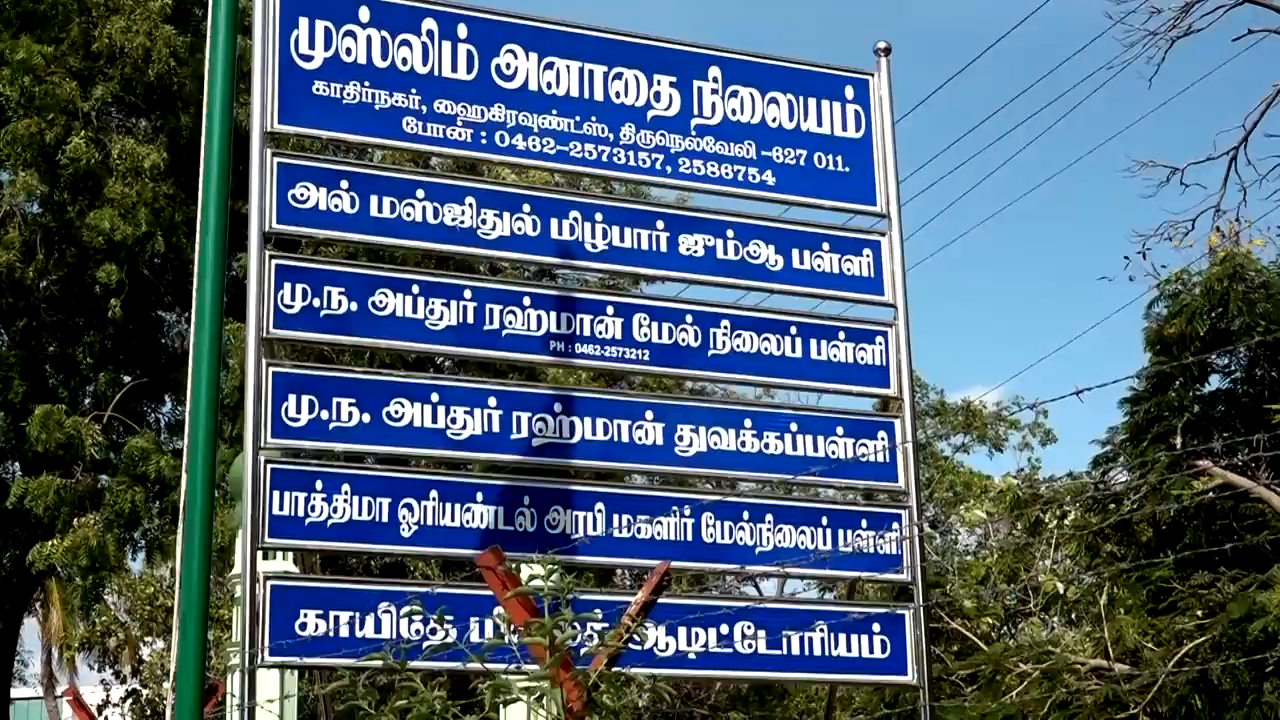 முஸ்லிம் அனாதை நிலையம்
காதிர்நகர், ஹைகிரவுண்ட்ஸ், திருநெல்வேலி -627 011.
போன் : 0462-2573157, 2586754
அல் மஸ்ஜிதுல் மிழ்பார் ஜும்ஆ பள்ளி
மு.ந. அப்துர் ரஹ்மான் மேல் நிலைப் பள்ளி
PH : 0462-2573212
மு.ந. அப்துர் ரஹ்மான் துவக்கப்பள்ளி
பாத்திமா ஓரியண்டல் அரபி மகளிர் மேல்நிலைப் பள்ளி
காயிதே ஆடிட்டோரியம்